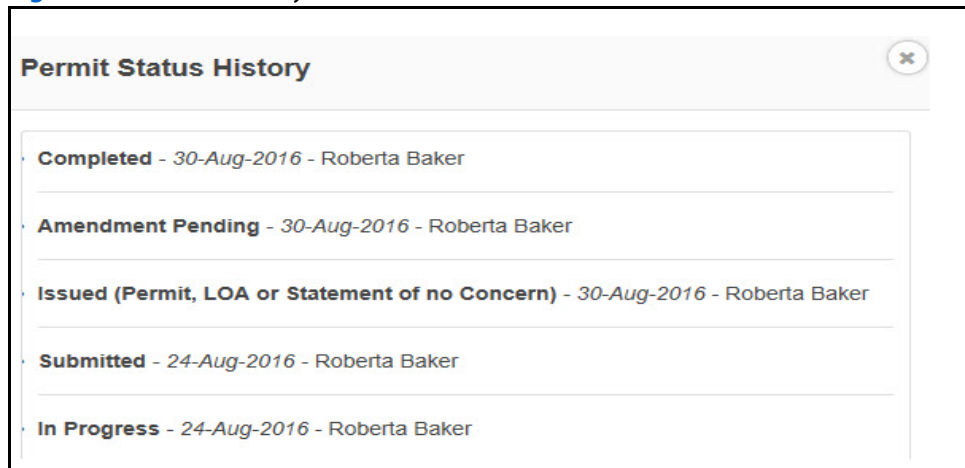 Permit Status History
Completed - 30-Aug-2016 - Roberta Baker
Amendment Pending - 30-Aug-2016 - Roberta Baker
Issued (Permit, LOA or Statement of no Concern) - 30-Aug-2016 - Roberta Baker
Submitted - 24-Aug-2016 - Roberta Baker
In Progress - 24-Aug-2016 - Roberta Baker